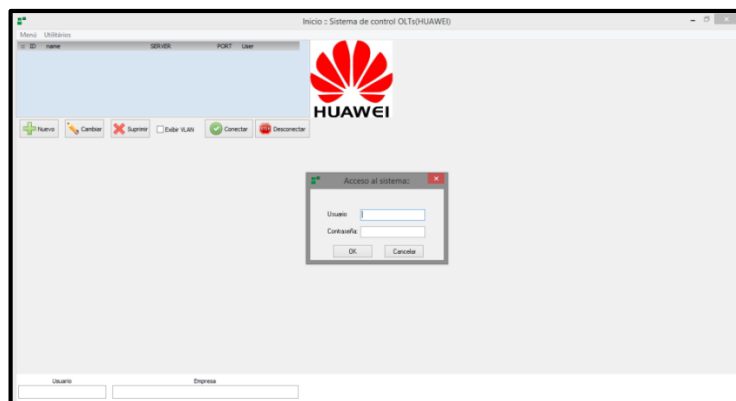 Inicio :: Sistema de control OLTs(HUAWEI)
Menú Utilitários
:: ID name SERVER PORT User
HUAWEI
Nuevo Cambiar Suprimir Exibir VLAN Conectar Desconectar
Acceso al sistema::
Usuario
Contraseña:
OK Cancelar
Usuario Empresa